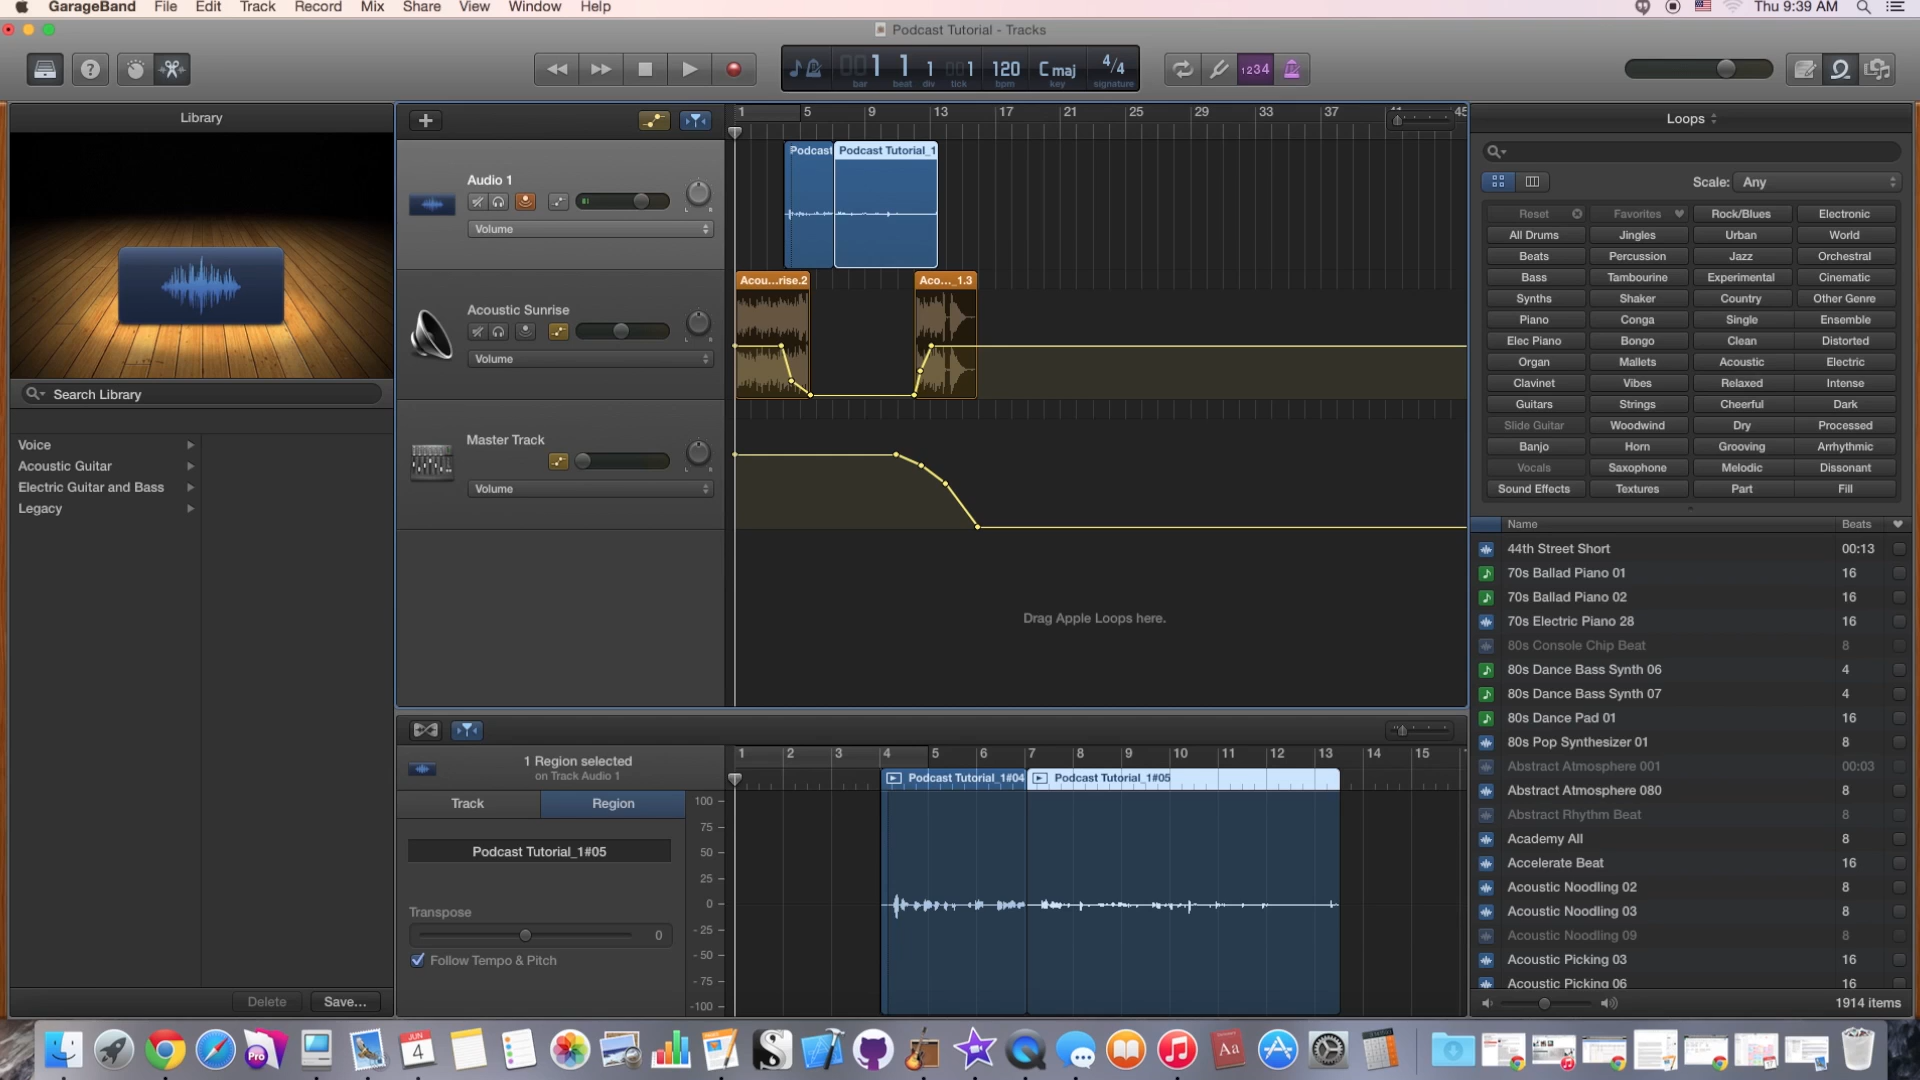 GarageBand File Edit Track Record Mix Share View Window Help Thu 9:39 AM
Podcast Tutorial - Tracks
1 1 1 1 120 C maj 4/4 1234
bar beat div tick bpm key signature
Library
Search Library
Voice
Acoustic Guitar
Electric Guitar and Bass
Legacy
Delete Save...
1 5 9 13 17 21 25 29 33 37 45
Audio 1
Volume
Podcast Podcast Tutorial_1
Acoustic Sunrise
Volume
Acou...rise.2 Aco..._1.3
Master Track
Volume
Drag Apple Loops here.
1 Region selected
on Track Audio 1
Track Region
Podcast Tutorial_1#05
Transpose
0
Follow Tempo & Pitch
1 2 3 4 5 6 7 8 9 10 11 12 13 14 15
Podcast Tutorial_1#04 Podcast Tutorial_1#05
100
75
50
25
0
- 25
- 50
- 75
-100
Loops
Scale: Any
Reset Favorites Rock/Blues Electronic
All Drums Jingles Urban World
Beats Percussion Jazz Orchestral
Bass Tambourine Experimental Cinematic
Synths Shaker Country Other Genre
Piano Conga Single Ensemble
Elec Piano Bongo Clean Distorted
Organ Mallets Acoustic Electric
Clavinet Vibes Relaxed Intense
Guitars Strings Cheerful Dark
Slide Guitar Woodwind Dry Processed
Banjo Horn Grooving Arrhythmic
Vocals Saxophone Melodic Dissonant
Sound Effects Textures Part Fill
Name Beats
44th Street Short 00:13
70s Ballad Piano 01 16
70s Ballad Piano 02 16
70s Electric Piano 28 16
80s Console Chip Beat 8
80s Dance Bass Synth 06 4
80s Dance Bass Synth 07 4
80s Dance Pad 01 16
80s Pop Synthesizer 01 8
Abstract Atmosphere 001 00:03
Abstract Atmosphere 080 8
Abstract Rhythm Beat 8
Academy All 8
Accelerate Beat 16
Acoustic Noodling 02 8
Acoustic Noodling 03 8
Acoustic Noodling 09 8
Acoustic Picking 03 16
Acoustic Picking 06 16
1914 items
Pro
JUN
4
S
Aa